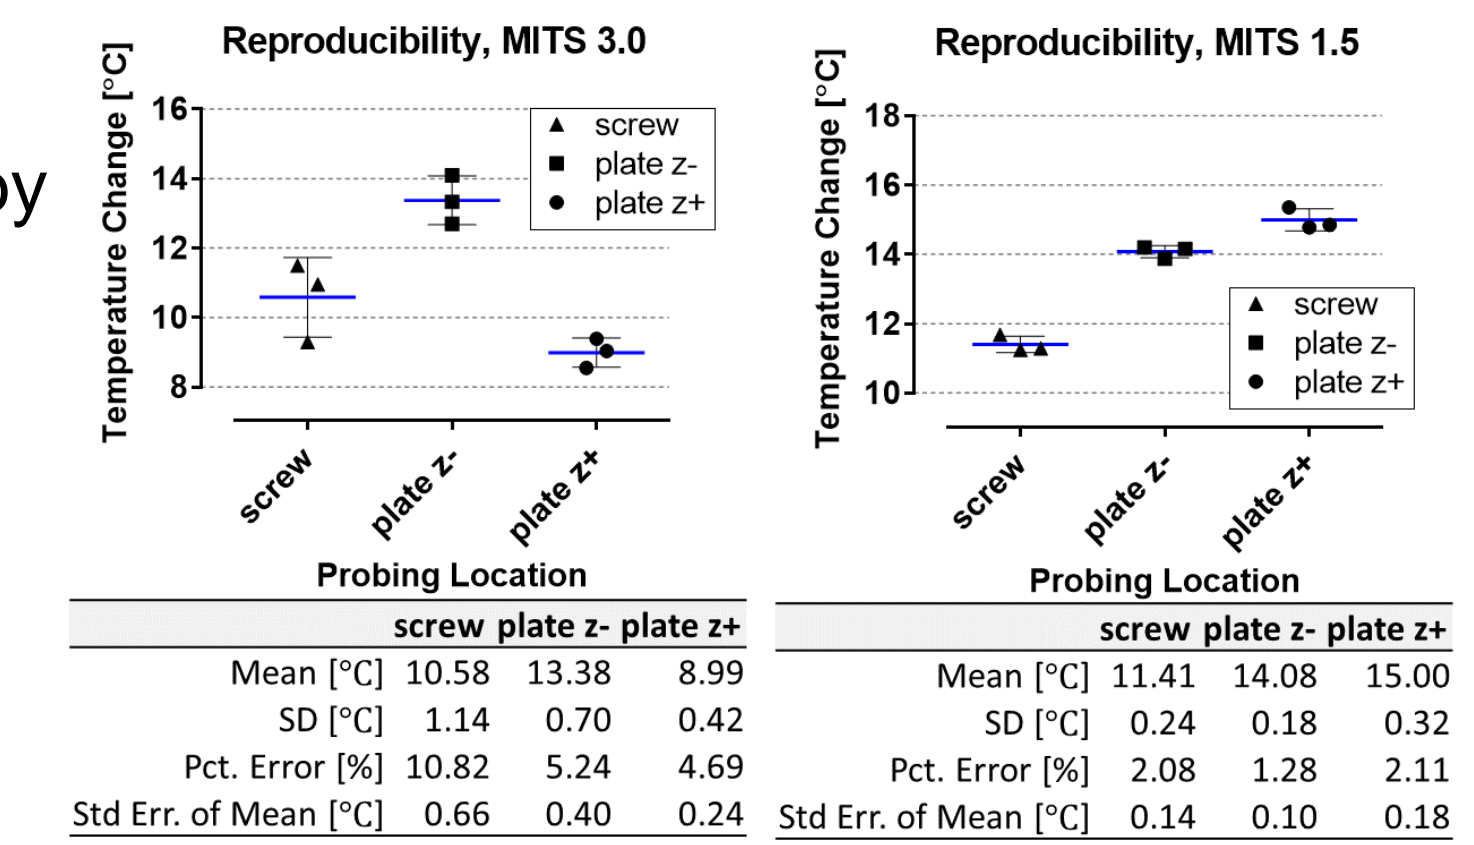 by
Reproducibility, MITS 3.0
Temperature Change [°C]
16
14
12
10
8
screw
plate z-
plate z+
screw
plate z-
plate z+
Probing Location
screw plate z- plate z+
Mean [°C] 10.58 13.38 8.99
SD [°C] 1.14 0.70 0.42
Pct. Error [%] 10.82 5.24 4.69
Std Err. of Mean [°C] 0.66 0.40 0.24
Reproducibility, MITS 1.5
Temperature Change [°C]
18
16
14
12
10
screw
plate z-
plate z+
screw
plate z-
plate z+
Probing Location
screw plate z- plate z+
Mean [°C] 11.41 14.08 15.00
SD [°C] 0.24 0.18 0.32
Pct. Error [%] 2.08 1.28 2.11
Std Err. of Mean [°C] 0.14 0.10 0.18